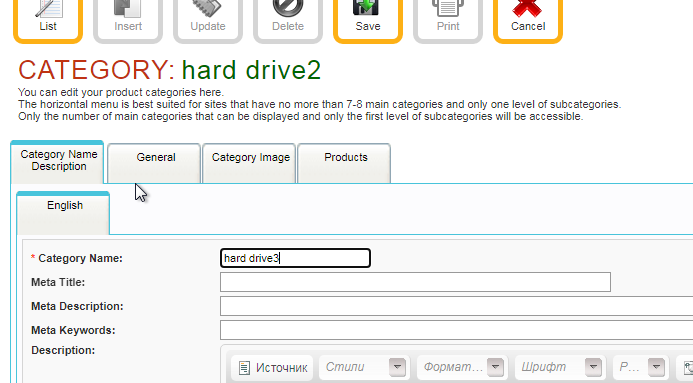 List
Insert
Update
Delete
Save
Print
Cancel
CATEGORY: hard drive2
You can edit your product categories here.
The horizontal menu is best suited for sites that have no more than 7-8 main categories and only one level of subcategories.
Only the number of main categories that can be displayed and only the first level of subcategories will be accessible.
Category Name
Description
General
Category Image
Products
English
* Category Name:
hard drive3
Meta Title:
Meta Description:
Meta Keywords:
Description:
Источник
Стили
Формат...
Шрифт
Р...